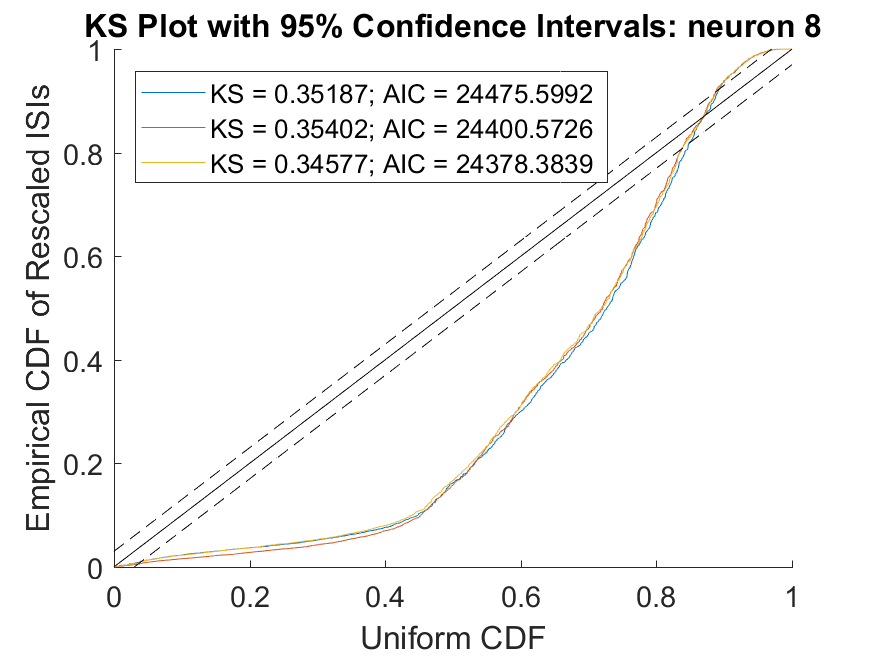 KS Plot with 95% Confidence Intervals: neuron 8
1
KS = 0.35187; AIC = 24475.5992
KS = 0.35402; AIC = 24400.5726
KS = 0.34577; AIC = 24378.3839
0.8
0.6
0.4
0.2
0
Empirical CDF of Rescaled ISIs
0 0.2 0.4 0.6 0.8 1
Uniform CDF